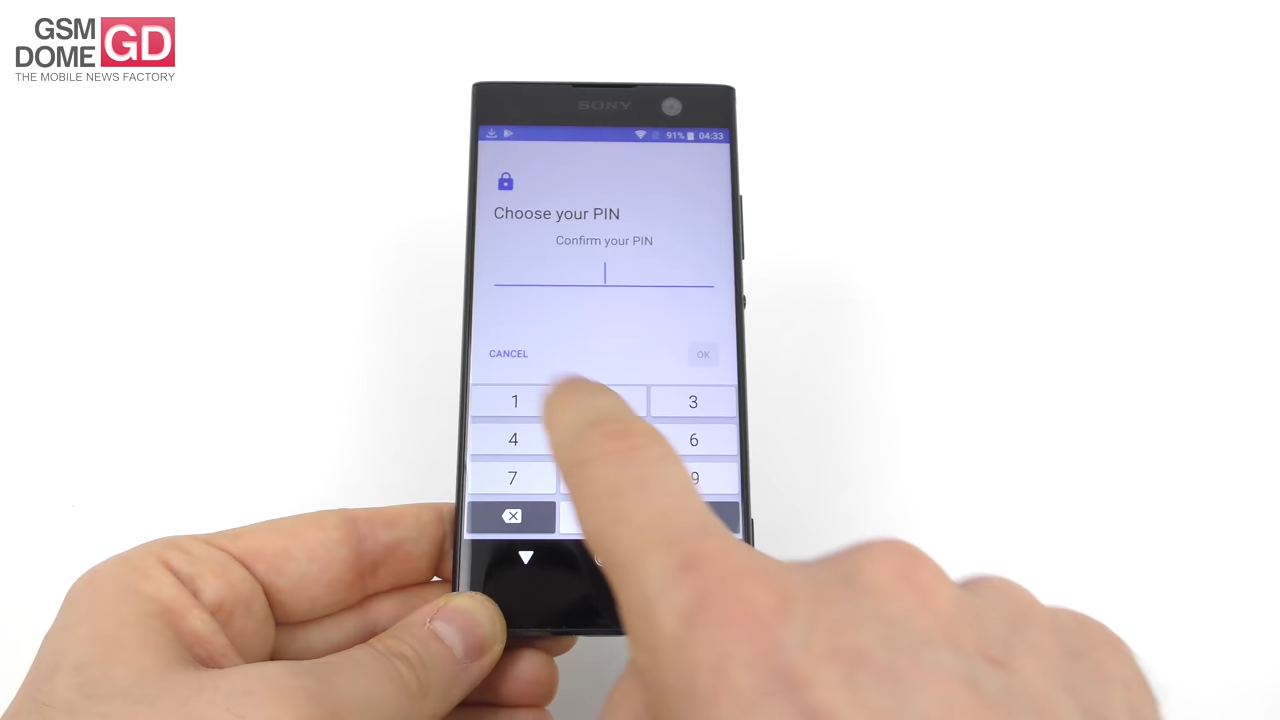 GSM
DOME
GD
THE MOBILE NEWS FACTORY
SONY
91% 04:33
Choose your PIN
Confirm your PIN
CANCEL OK
1 3
4 6
7 9